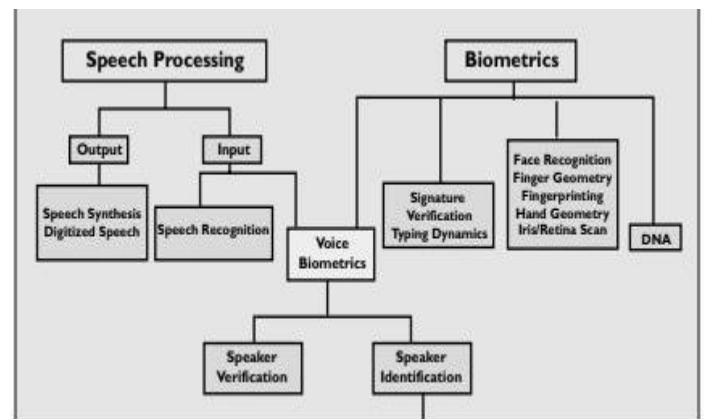 Speech Processing
Biometrics
Output
Input
Speech Synthesis
Digitized Speech
Speech Recognition
Voice
Biometrics
Signature
Verification
Typing Dynamics
Face Recognition
Finger Geometry
Fingerprinting
Hand Geometry
Iris/Retina Scan
DNA
Speaker
Verification
Speaker
Identification